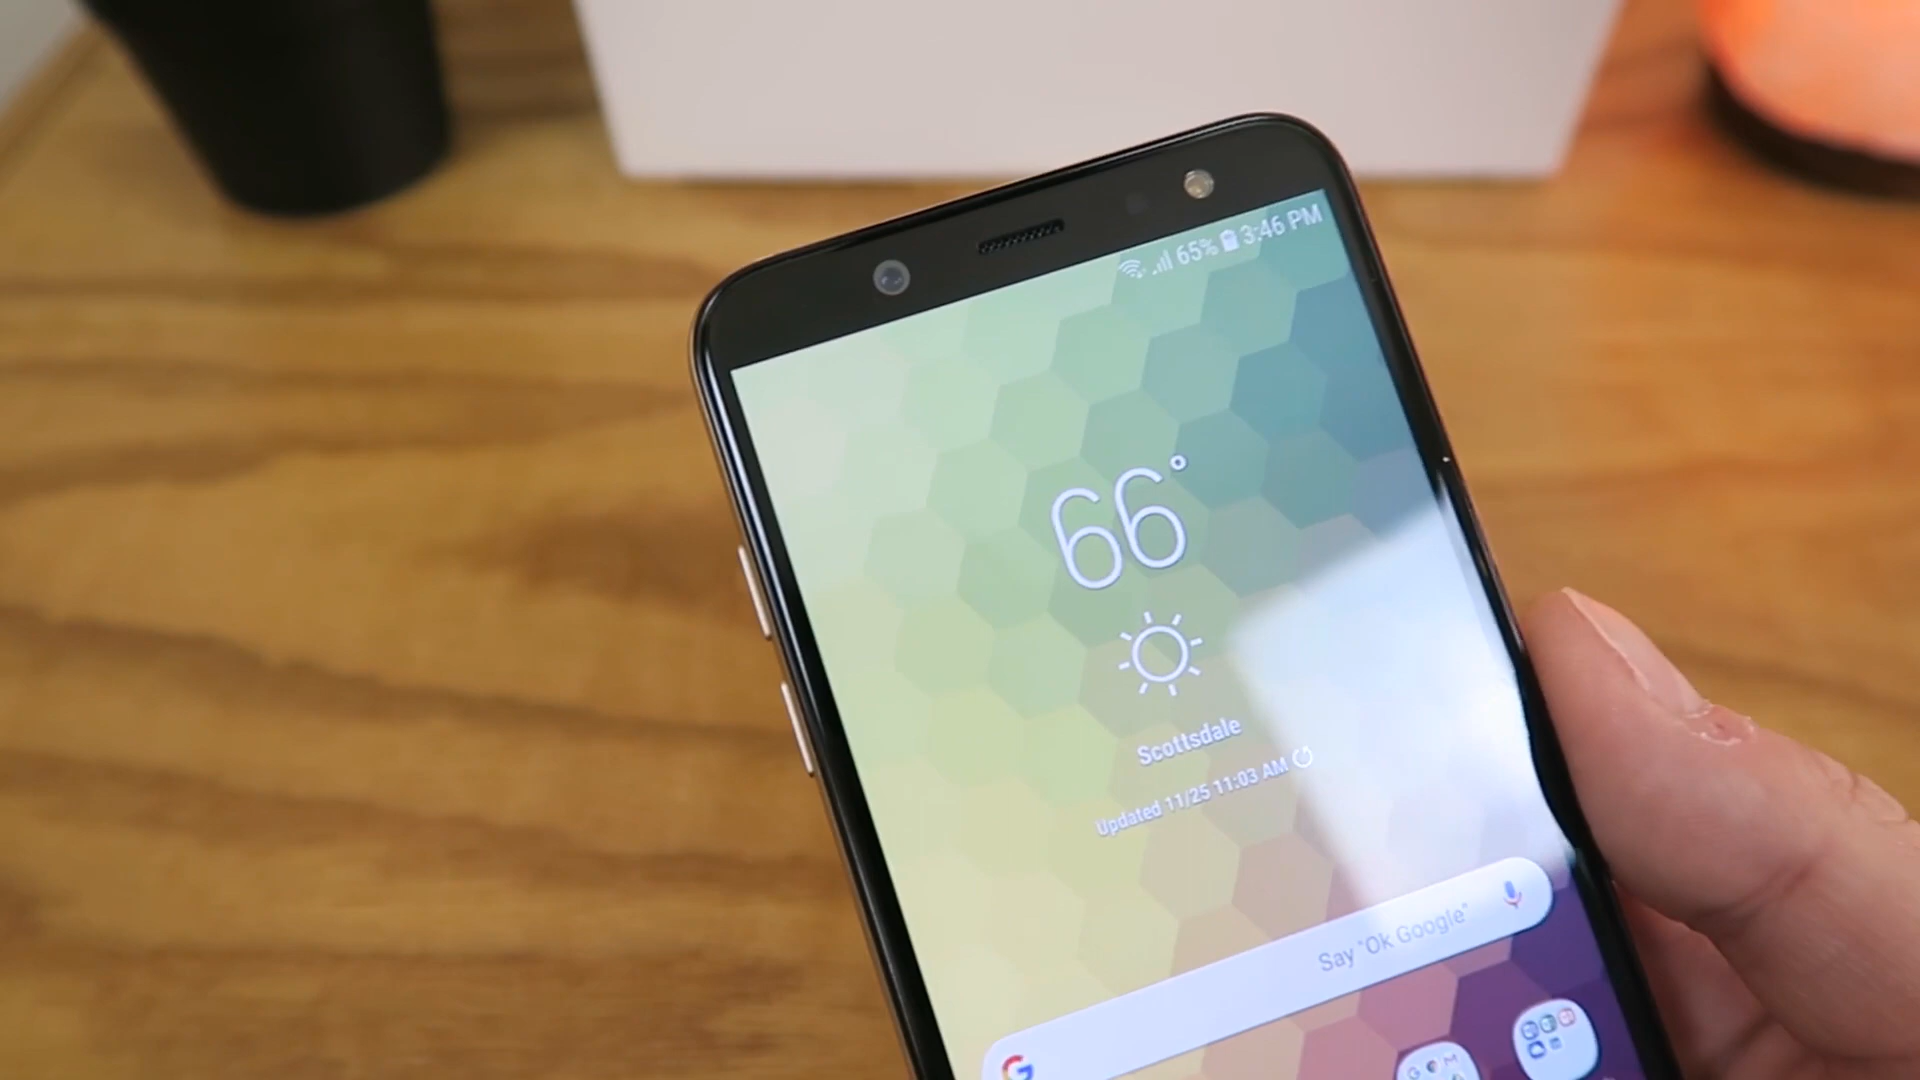 65% 3:46 PM
66°
Scottsdale
Updated 11/25 11:03 AM
Say "Ok Google"
G